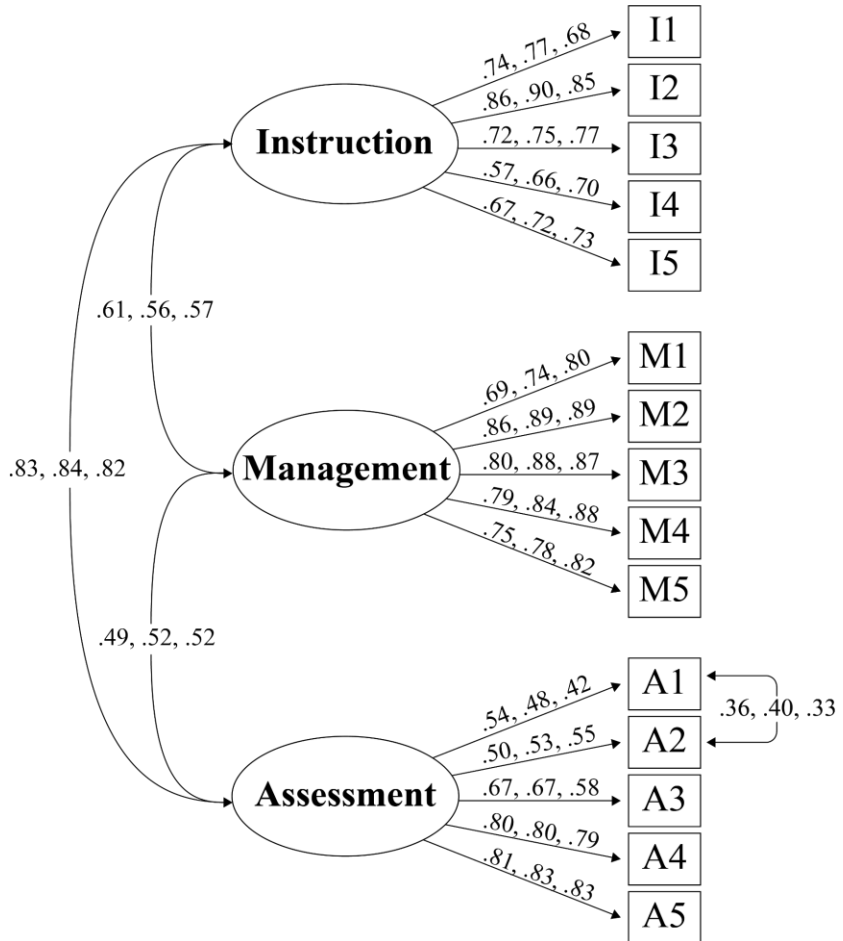 .74, .77, .68
I1
.86, .90, .85
I2
Instruction
.72, .75, .77
I3
.57, .66, .70
I4
.67, .72, .73
I5
.61, .56, .57
.69, .74, .80
M1
.86, .89, .89
M2
.83, .84, .82
Management
.80, .88, .87
M3
.79, .84, .88
M4
.75, .78, .82
M5
.49, .52, .52
.54, .48, .42
A1
.36, .40, .33
.50, .53, .55
A2
Assessment
.67, .67, .58
A3
.80, .80, .79
A4
.81, .83, .83
A5